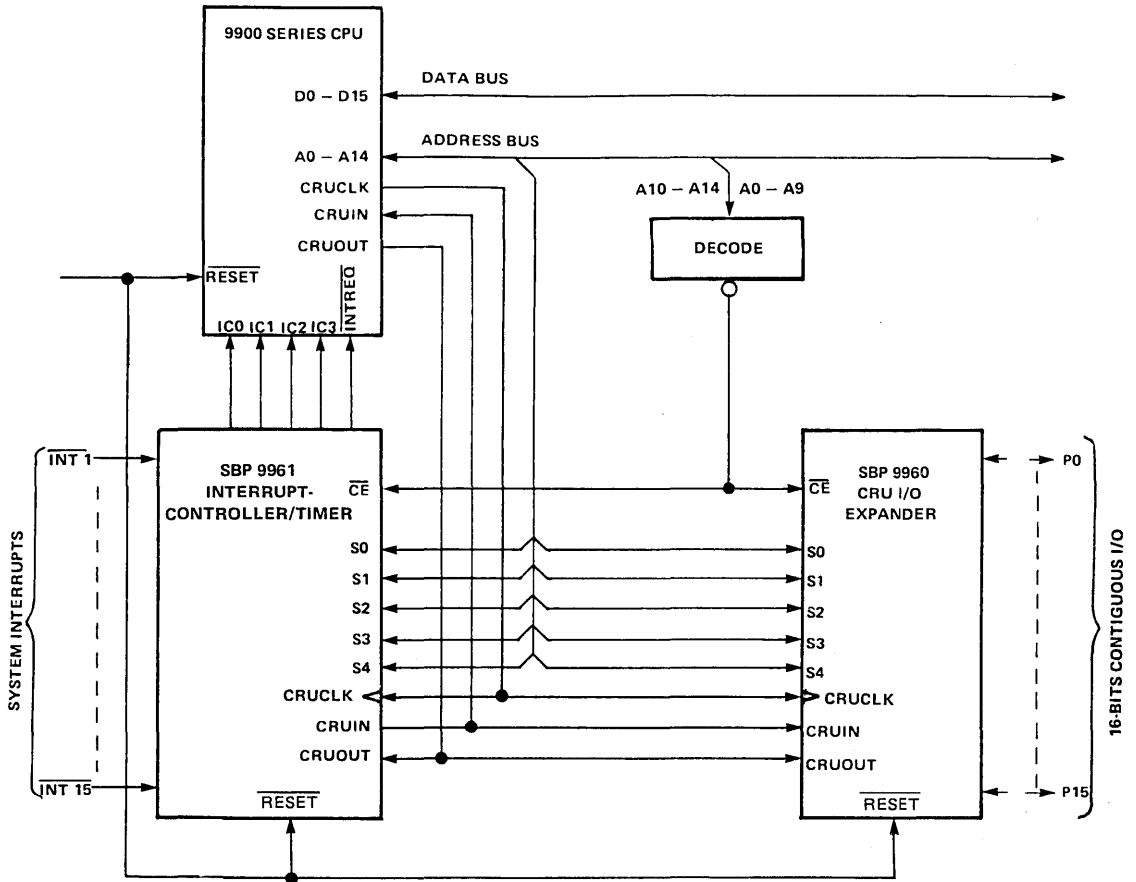 9900 SERIES CPU
DATA BUS
D0 – D15
ADDRESS BUS
A0 – A14
CRUCLK
A10 – A14 A0 – A9
CRUIN
CRUOUT
DECODE
RESET
INTREQ
IC0 IC1 IC2 IC3
SYSTEM INTERRUPTS
INT 1
INT 15
SBP 9961
INTERRUPT-
CONTROLLER/TIMER
CE
S0
S1
S2
S3
S4
CRUCLK
CRUIN
CRUOUT
RESET
SBP 9960
CRU I/O
EXPANDER
CE
S0
S1
S2
S3
S4
CRUCLK
CRUIN
CRUOUT
RESET
P0
P15
16-BITS CONTIGUOUS I/O